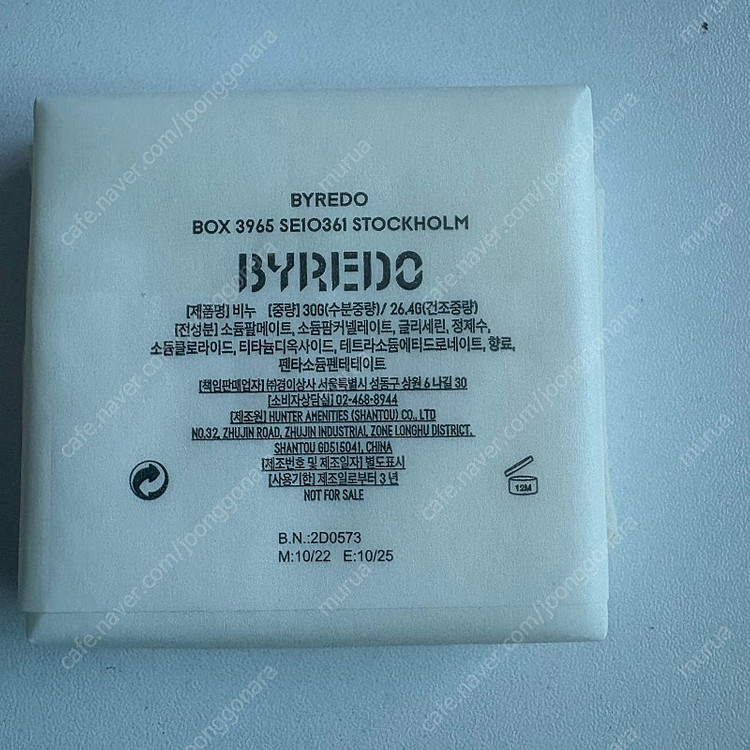 BYREDO
BOX 3965 SE10361 STOCKHOLM
BYREDO
[제품명] 비누 [중량] 30G(수분중량)/ 26.4G(건조중량)
[전성분] 소듐팔메이트, 소듐팜커넬레이트, 글리세린, 정제수,
소듐클로라이드, 티타늄디옥사이드, 테트라소듐에티드로네이트, 향료,
펜타소듐펜테테이트
[책임판매업자] ㈜경이상사 서울특별시 성동구 상원 6 나길 30
[소비자상담실] 02-468-8944
[제조원] HUNTER AMENITIES (SHANTOU) CO., LTD
NO.32, ZHUJIN ROAD, ZHUJIN INDUSTRIAL ZONE LONGHU DISTRICT.
SHANTOU GD515041, CHINA
[제조번호 및 제조일자] 별도표시
[사용기한] 제조일로부터 3 년
NOT FOR SALE
12M
B.N.:2D0573
M:10/22 E:10/25
cafe.naver.com/joonggonara
murua